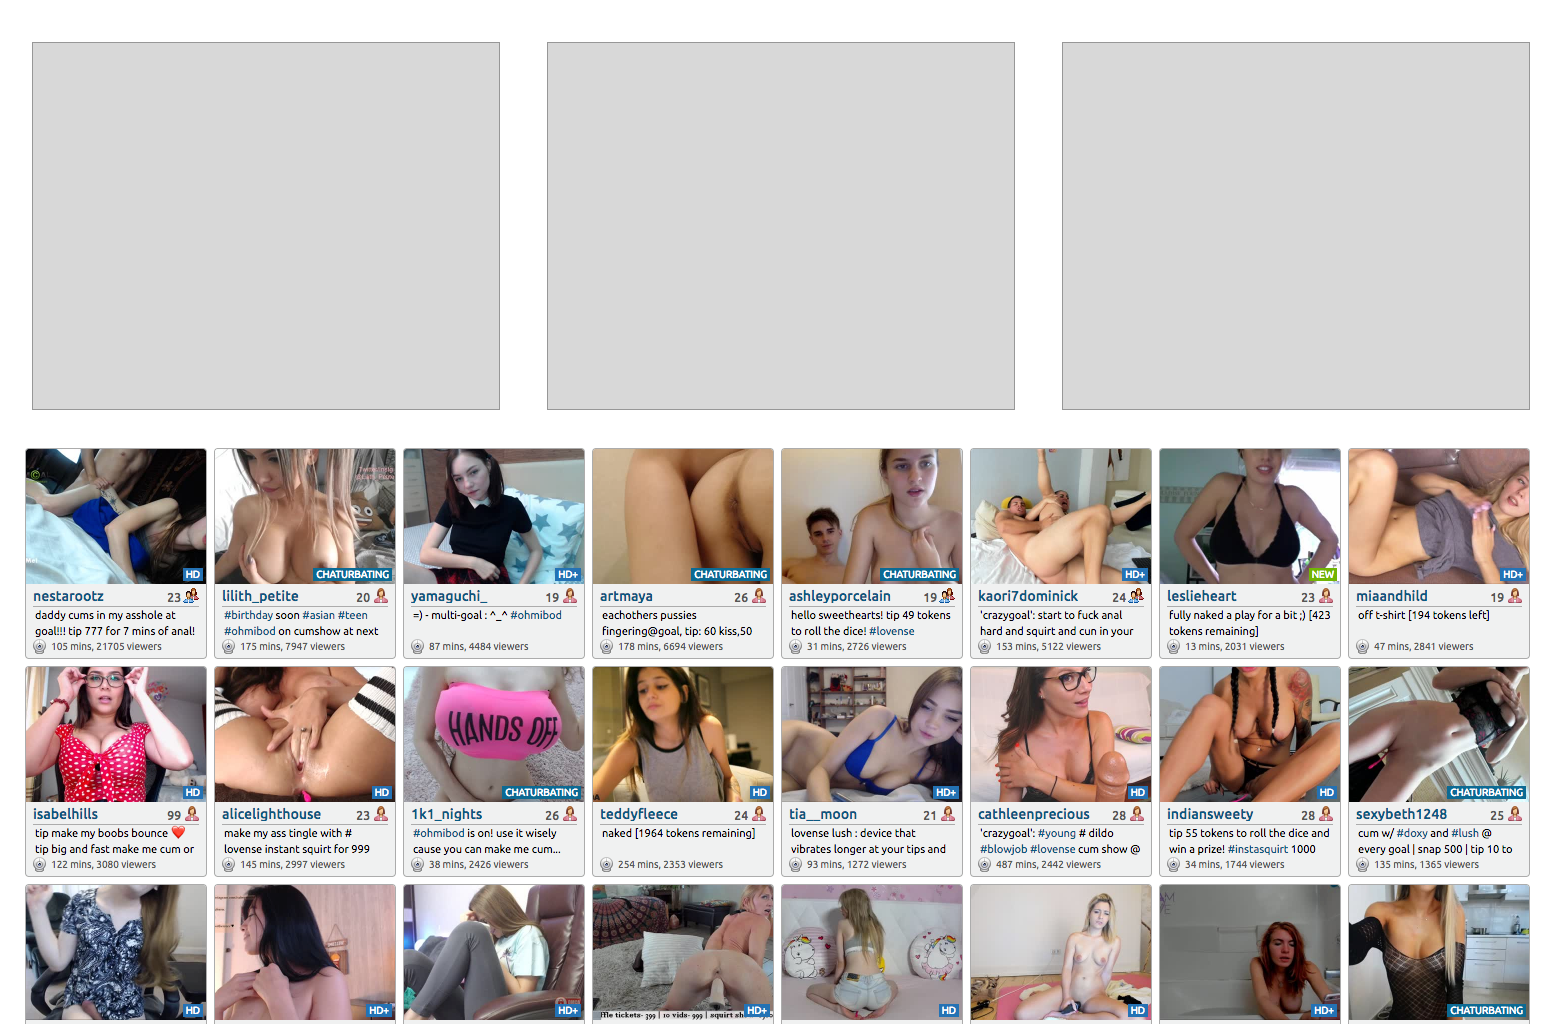 HD
CHATURBATING
HD+
CHATURBATING
CHATURBATING
HD+
NEW
HD+
nestarootz 23
daddy cums in my asshole at
goal!!! tip 777 for 7 mins of anal!
105 mins, 21705 viewers
lilith_petite 20
#birthday soon #asian #teen
#ohmibod on cumshow at next
175 mins, 7947 viewers
yamaguchi_ 19
=) - multi-goal : ^_^ #ohmibod
87 mins, 4484 viewers
artmaya 26
eachothers pussies
fingering@goal, tip: 60 kiss,50
178 mins, 6694 viewers
ashleyporcelain 19
hello sweethearts! tip 49 tokens
to roll the dice! #lovense
31 mins, 2726 viewers
kaori7dominick 24
'crazygoal': start to fuck anal
hard and squirt and cun in your
153 mins, 5122 viewers
leslieheart 23
fully naked a play for a bit ;) [423
tokens remaining]
13 mins, 2031 viewers
miaandhild 19
off t-shirt [194 tokens left]
47 mins, 2841 viewers
HD
HD
HANDS OFF
CHATURBATING
HD
HD+
HD
HD
CHATURBATING
isabelhills 99
tip make my boobs bounce ❤️
tip big and fast make me cum or
122 mins, 3080 viewers
alicelighthouse 23
make my ass tingle with #
lovense instant squirt for 999
145 mins, 2997 viewers
1k1_nights 26
#ohmibod is on! use it wisely
cause you can make me cum...
38 mins, 2426 viewers
teddyfleece 24
naked [1964 tokens remaining]
254 mins, 2353 viewers
tia__moon 21
lovense lush : device that
vibrates longer at your tips and
93 mins, 1272 viewers
cathleenprecious 28
'crazygoal': #young # dildo
#blowjob #lovense cum show @
487 mins, 2442 viewers
indiansweety 28
tip 55 tokens to roll the dice and
win a prize! #instasquirt 1000
34 mins, 1744 viewers
sexybeth1248 25
cum w/ #doxy and #lush @
every goal | snap 500 | tip 10 to
135 mins, 1365 viewers
HD
HD+
HD+
ffle tickets- 399 | 10 vids- 999 | squirt sh
HD+
HD
HD
HD+
CHATURBATING